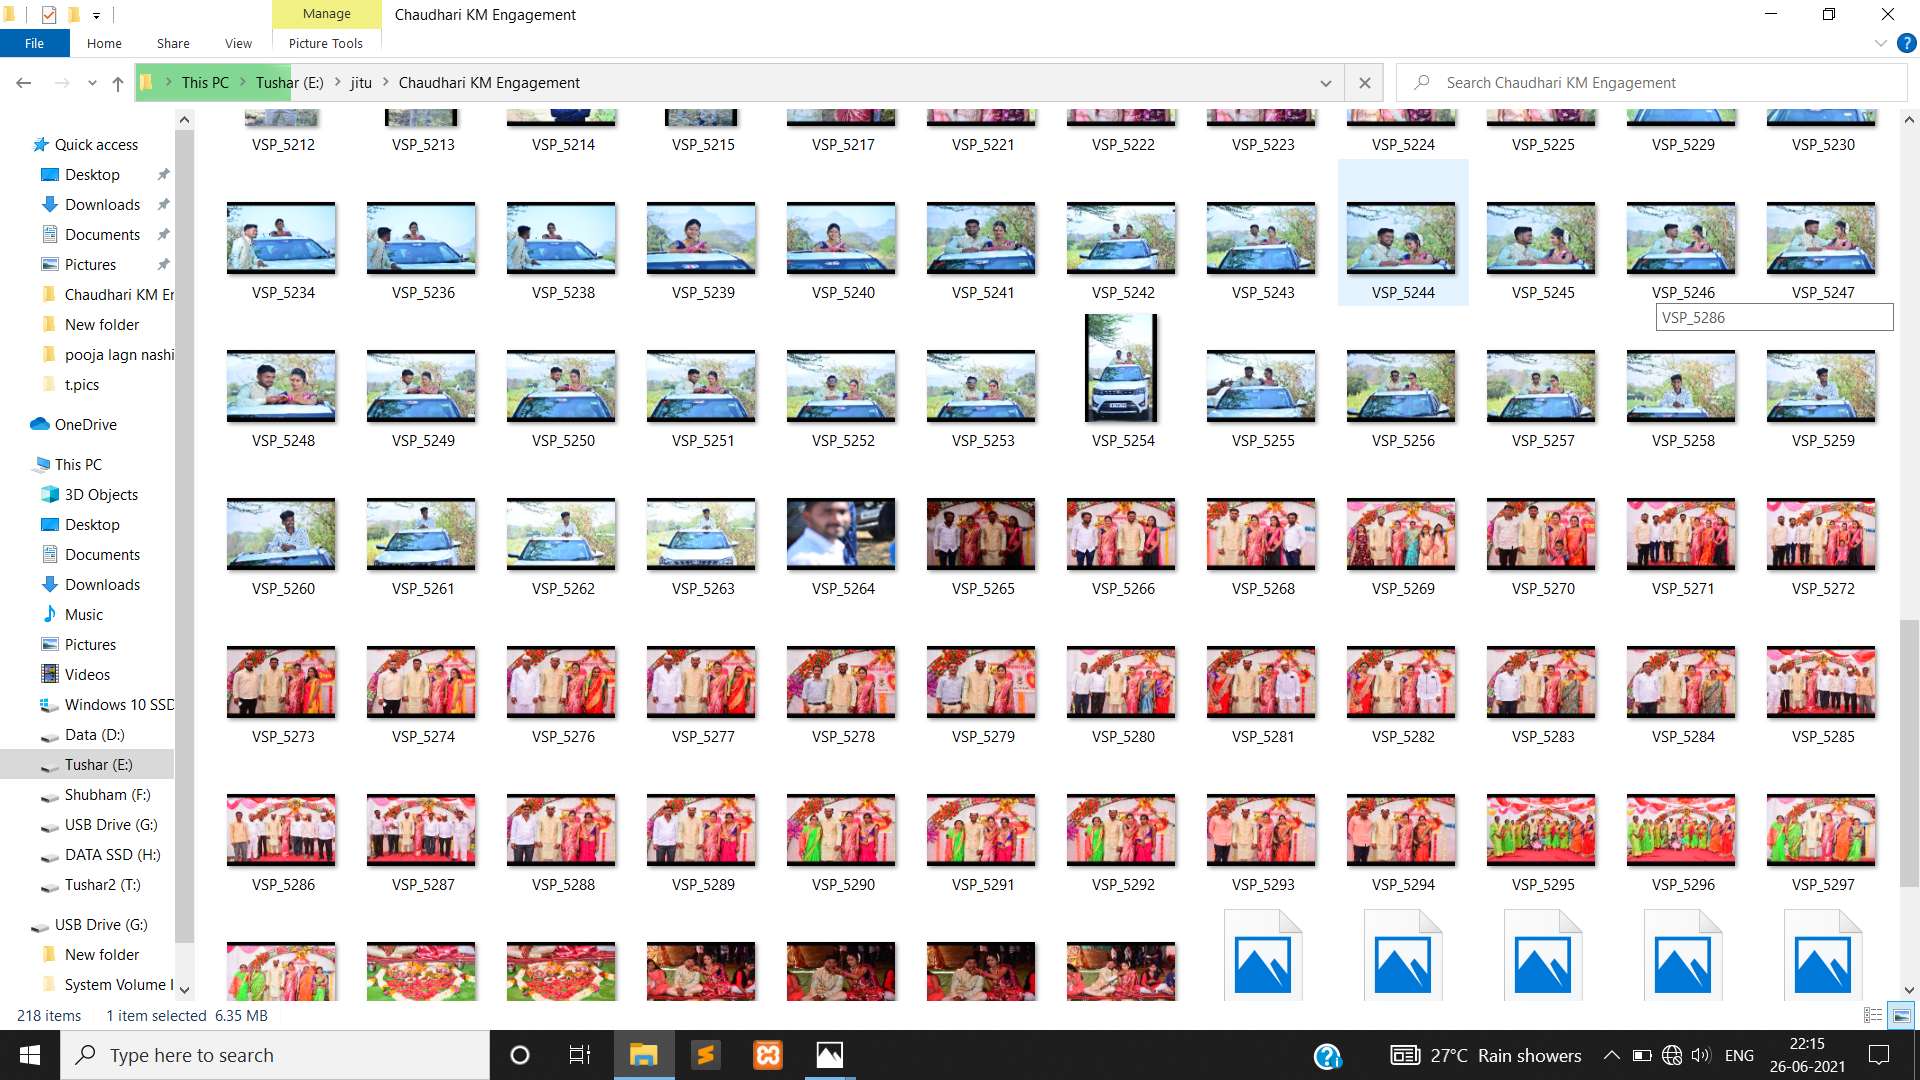 Manage
Chaudhari KM Engagement
File
Home
Share
View
Picture Tools
This PC
Tushar (E:)
jitu
Chaudhari KM Engagement
Search Chaudhari KM Engagement
Quick access
Desktop
Downloads
Documents
Pictures
Chaudhari KM Er
New folder
pooja lagn nashi
t.pics
OneDrive
This PC
3D Objects
Desktop
Documents
Downloads
Music
Pictures
Videos
Windows 10 SSD
Data (D:)
Tushar (E:)
Shubham (F:)
USB Drive (G:)
DATA SSD (H:)
Tushar2 (T:)
USB Drive (G:)
New folder
System Volume I
VSP_5212 VSP_5213 VSP_5214 VSP_5215 VSP_5217 VSP_5221 VSP_5222 VSP_5223 VSP_5224 VSP_5225 VSP_5229 VSP_5230
VSP_5234 VSP_5236 VSP_5238 VSP_5239 VSP_5240 VSP_5241 VSP_5242 VSP_5243 VSP_5244 VSP_5245 VSP_5246 VSP_5247
VSP_5286
VSP_5248 VSP_5249 VSP_5250 VSP_5251 VSP_5252 VSP_5253 VSP_5254 VSP_5255 VSP_5256 VSP_5257 VSP_5258 VSP_5259
VSP_5260 VSP_5261 VSP_5262 VSP_5263 VSP_5264 VSP_5265 VSP_5266 VSP_5268 VSP_5269 VSP_5270 VSP_5271 VSP_5272
VSP_5273 VSP_5274 VSP_5276 VSP_5277 VSP_5278 VSP_5279 VSP_5280 VSP_5281 VSP_5282 VSP_5283 VSP_5284 VSP_5285
VSP_5286 VSP_5287 VSP_5288 VSP_5289 VSP_5290 VSP_5291 VSP_5292 VSP_5293 VSP_5294 VSP_5295 VSP_5296 VSP_5297
218 items 1 item selected 6.35 MB
Type here to search
27°C Rain showers
ENG
22:15
26-06-2021